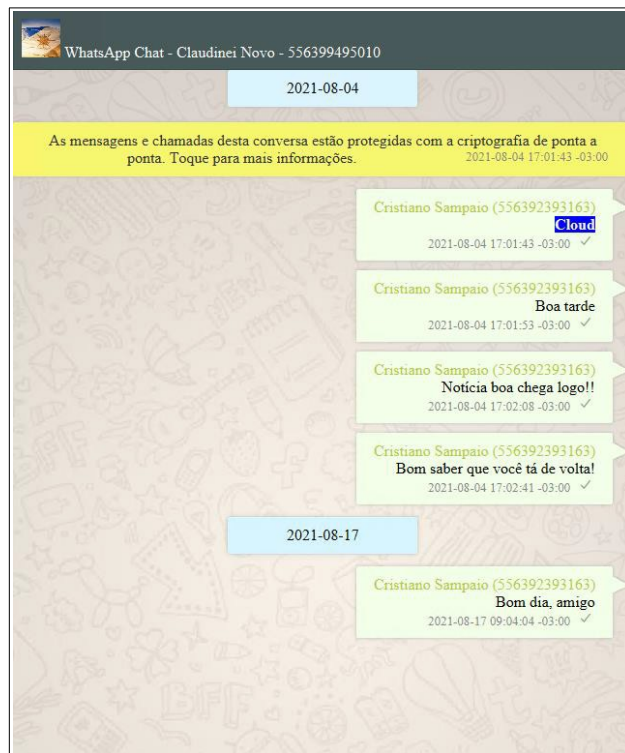 WhatsApp Chat - Claudinei Novo - 556399495010
2021-08-04
As mensagens e chamadas desta conversa estão protegidas com a criptografia de ponta a
ponta. Toque para mais informações. 2021-08-04 17:01:43 -03:00
Cristiano Sampaio (556392393163)
Cloud
2021-08-04 17:01:43 -03:00
Cristiano Sampaio (556392393163)
Boa tarde
2021-08-04 17:01:53 -03:00
Cristiano Sampaio (556392393163)
Notícia boa chega logo!!
2021-08-04 17:02:08 -03:00
Cristiano Sampaio (556392393163)
Bom saber que você tá de volta!
2021-08-04 17:02:41 -03:00
2021-08-17
Cristiano Sampaio (556392393163)
Bom dia, amigo
2021-08-17 09:04:04 -03:00